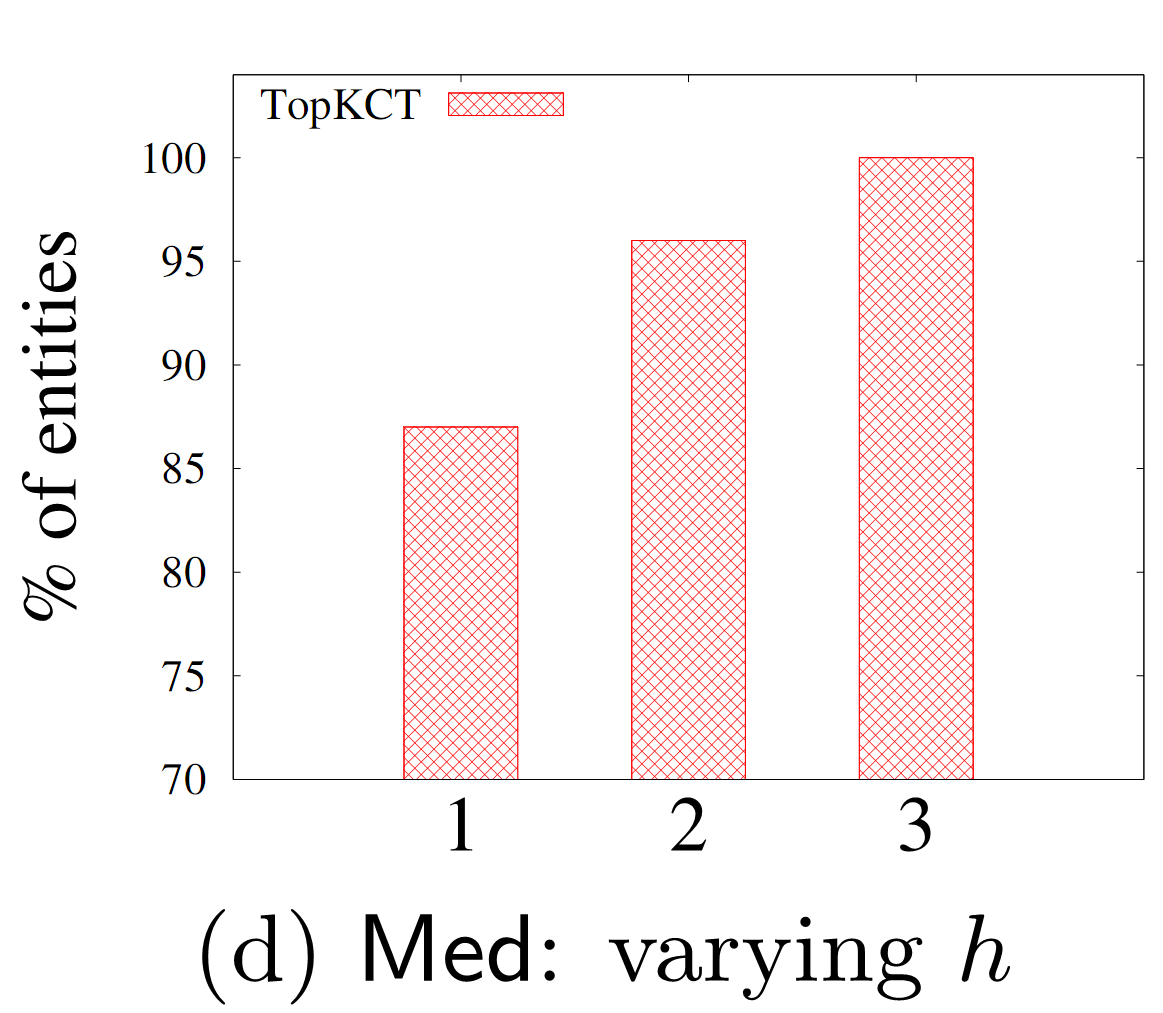 TopKCT
100
95
90
85
80
75
70
% of entities
1 2 3
(d) Med: varying h